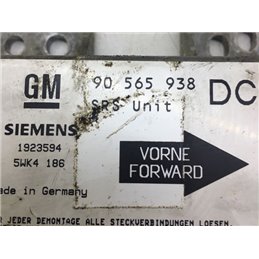 GM 90 565 938 DC
SRS Unit
SIEMENS
1923594
5WK4 186
VORNE
FORWARD
ade in Germany
R JEDER DEMONTAGE ALLE STECKVERBINDUNGEN LOESEN.